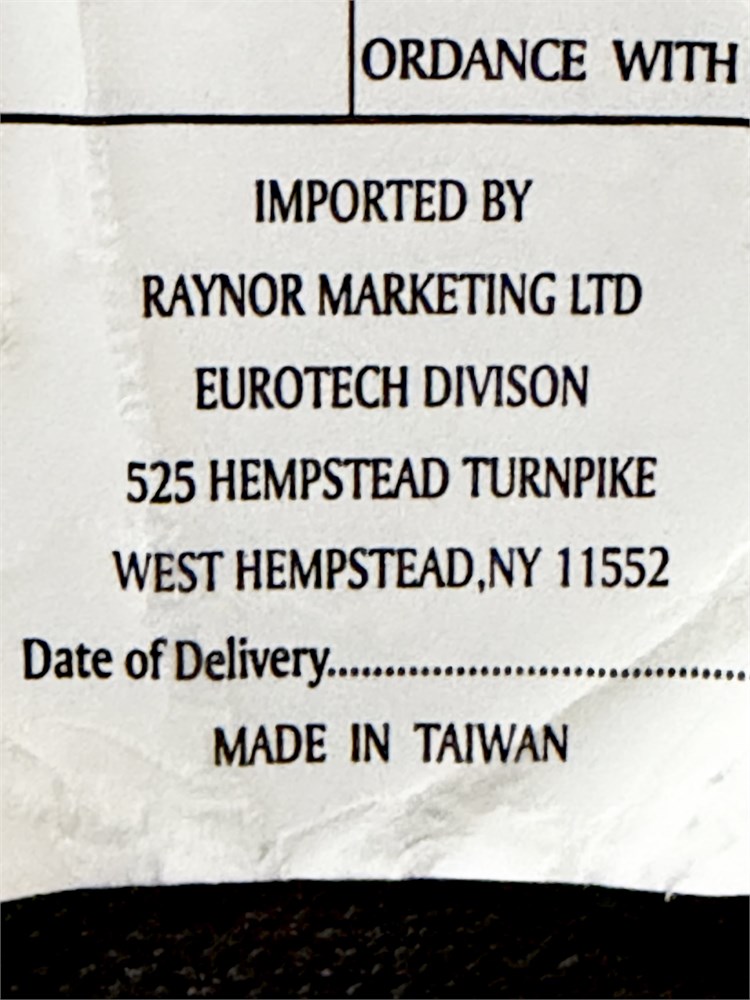 ORDANCE WITH
IMPORTED BY
RAYNOR MARKETING LTD
EUROTECH DIVISON
525 HEMPSTEAD TURNPIKE
WEST HEMPSTEAD,NY 11552
Date of Delivery..........................................
MADE IN TAIWAN